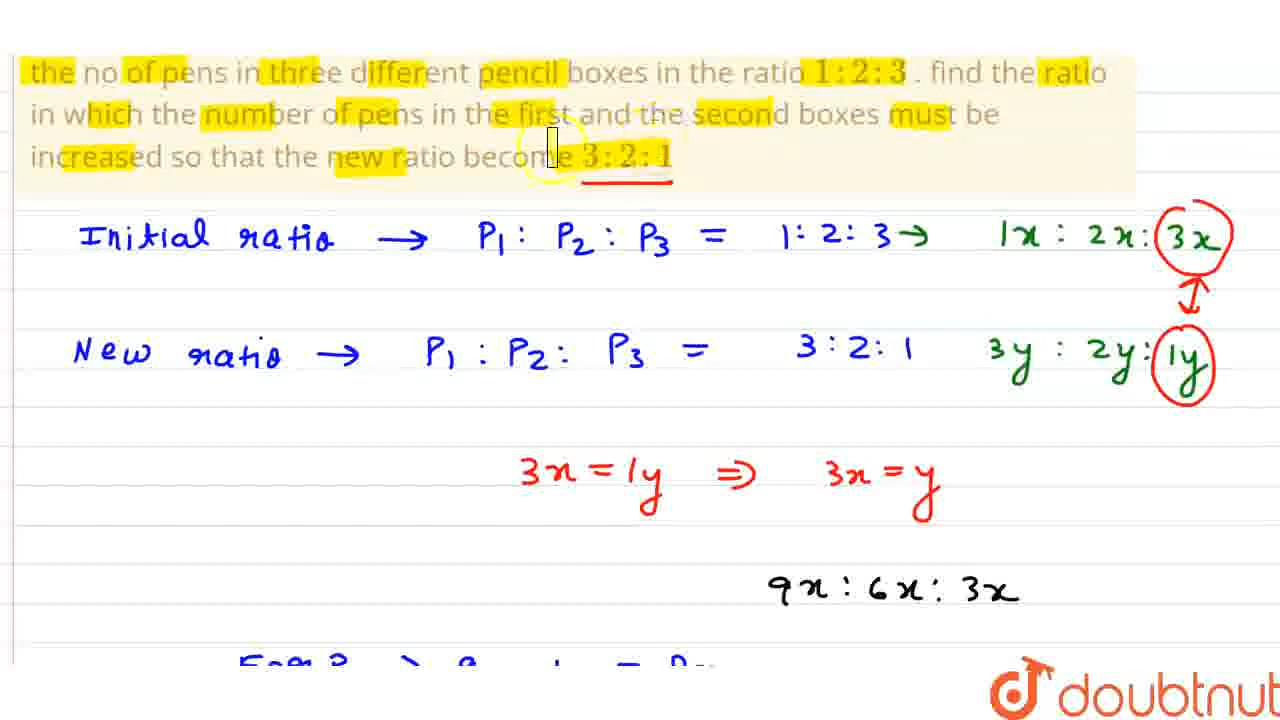 the no of pens in three different pencil boxes in the ratio 1 : 2 : 3 . find the ratio
in which the number of pens in the first and the second boxes must be
increased so that the new ratio become 3 : 2 : 1
Initial ratio → P₁ : P₂ : P₃ = 1 : 2 : 3 → 1x : 2x : 3x
New ratio → P₁ : P₂ : P₃ = 3 : 2 : 1 3y : 2y : 1y
3x = 1y ⇒ 3x = y
9x : 6x : 3x
doubtnut